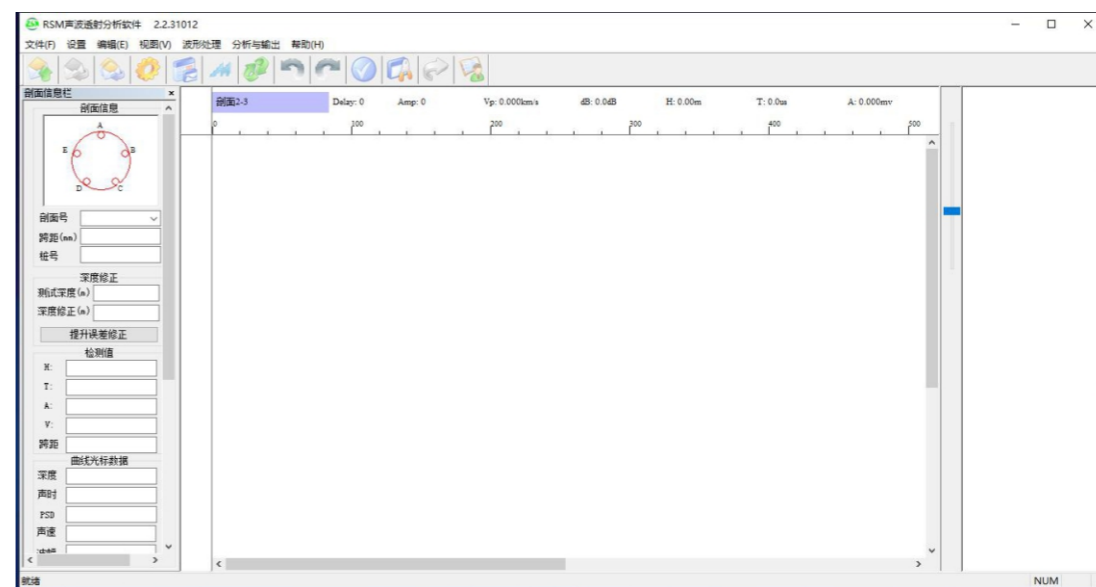 RSM声波透射分析软件 2.2.31012
文件(F) 设置 编辑(E) 视图(V) 波形处理 分析与输出 帮助(H)
剖面信息栏
剖面信息
A
E B
D C
剖面号
跨距(mm)
桩号
深度修正
测试深度(m)
深度修正(m)
提升误差修正
检测值
H:
T:
A:
V:
跨距
曲线光标数据
深度
声时
PSD
声速
剖面2-3 Delay: 0 Amp: 0 Vp: 0.000km/s dB: 0.0dB H: 0.00m T: 0.0us A: 0.000mv
0 100 200 300 400 500
就绪 NUM